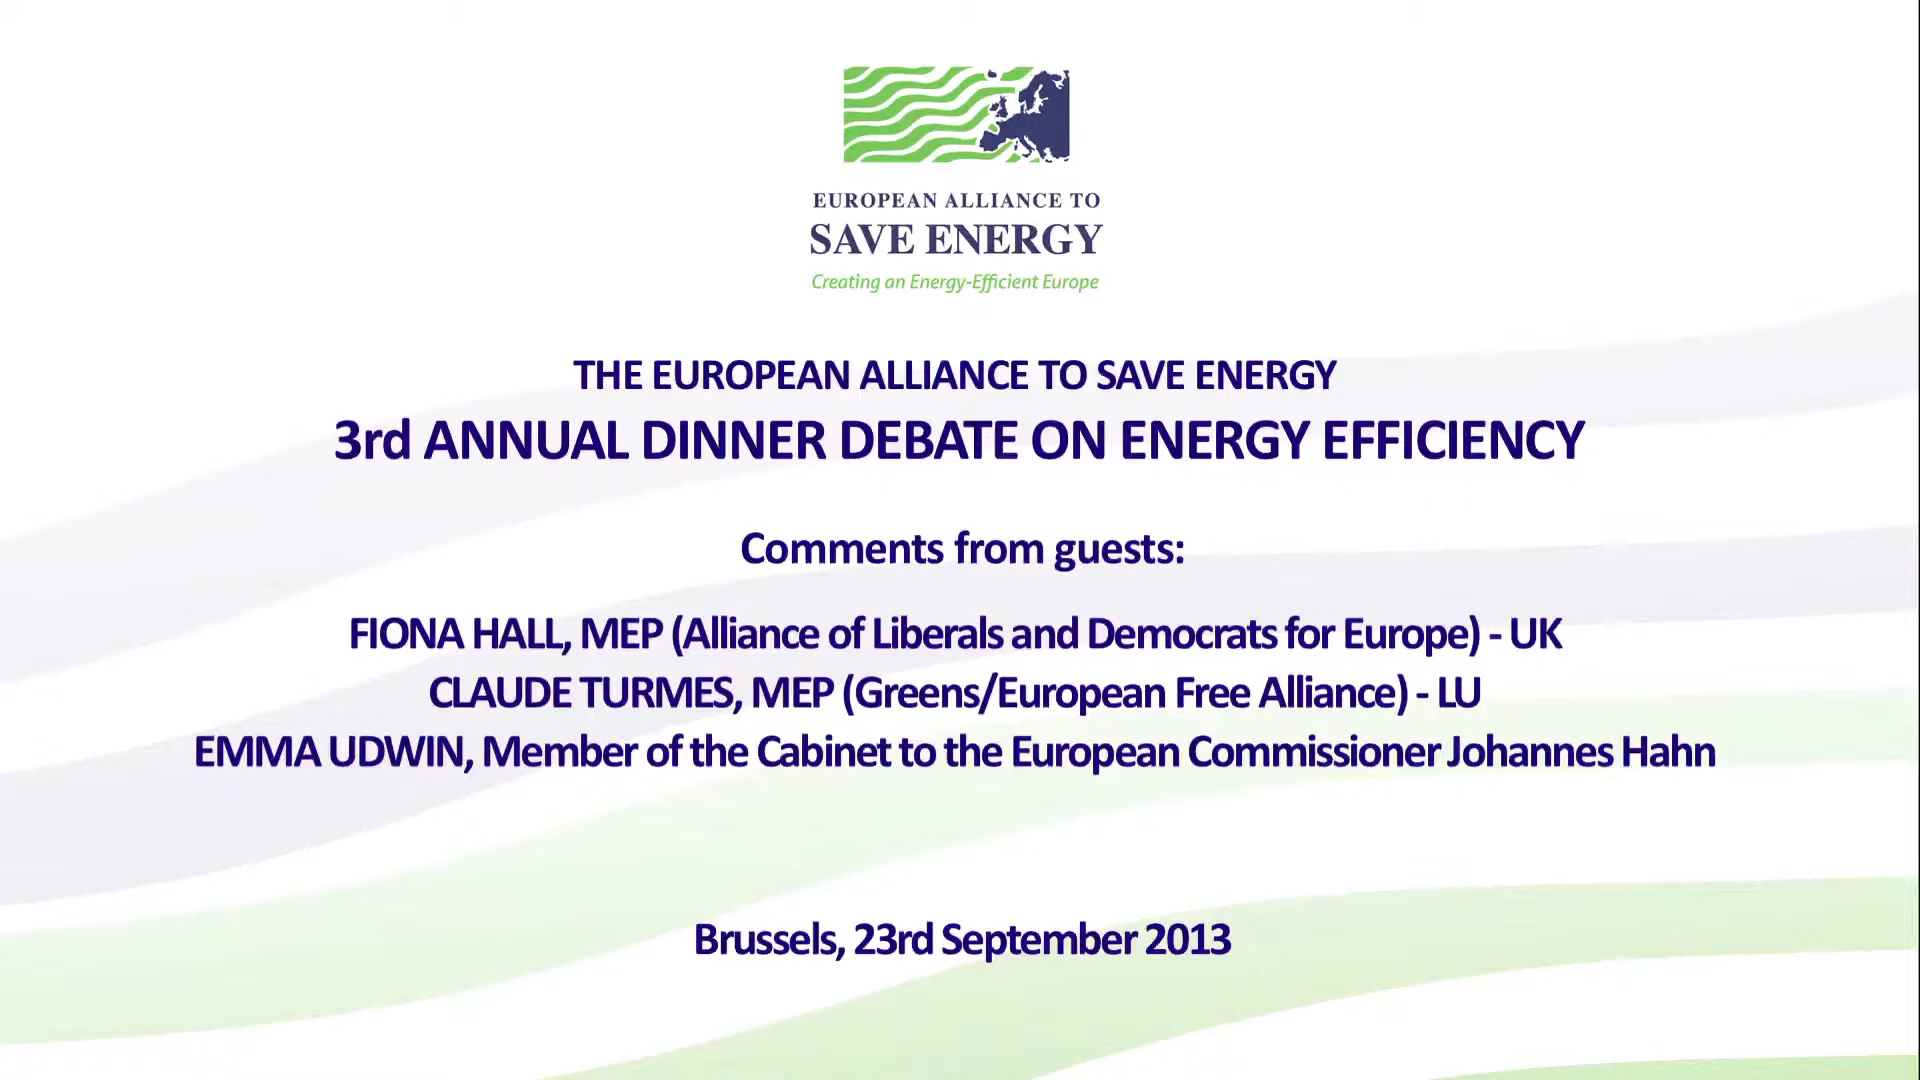 EUROPEAN ALLIANCE TO
SAVE ENERGY
Creating an Energy-Efficient Europe
THE EUROPEAN ALLIANCE TO SAVE ENERGY
3rd ANNUAL DINNER DEBATE ON ENERGY EFFICIENCY
Comments from guests:
FIONA HALL, MEP (Alliance of Liberals and Democrats for Europe) - UK
CLAUDE TURMES, MEP (Greens/European Free Alliance) - LU
EMMA UDWIN, Member of the Cabinet to the European Commissioner Johannes Hahn
Brussels, 23rd September 2013